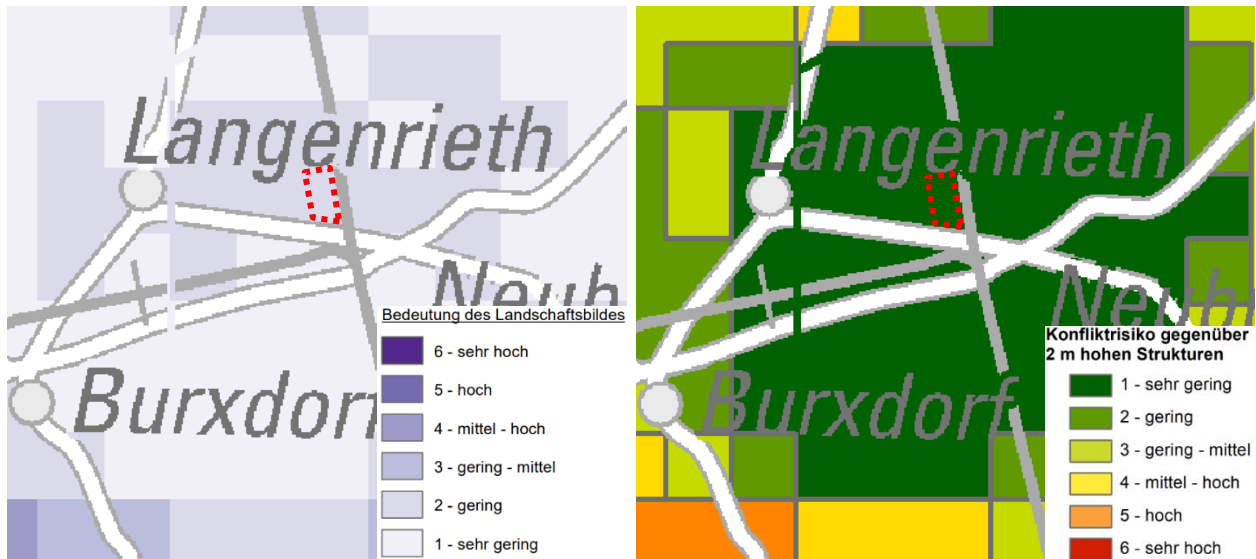 Langenrieth
Neuh
Burxdorf
Bedeutung des Landschaftsbildes
6 - sehr hoch
5 - hoch
4 - mittel - hoch
3 - gering - mittel
2 - gering
1 - sehr gering
Langenrieth
Neuh
Burxdorf
Konfliktrisiko gegenüber
2 m hohen Strukturen
1 - sehr gering
2 - gering
3 - gering - mittel
4 - mittel - hoch
5 - hoch
6 - sehr hoch